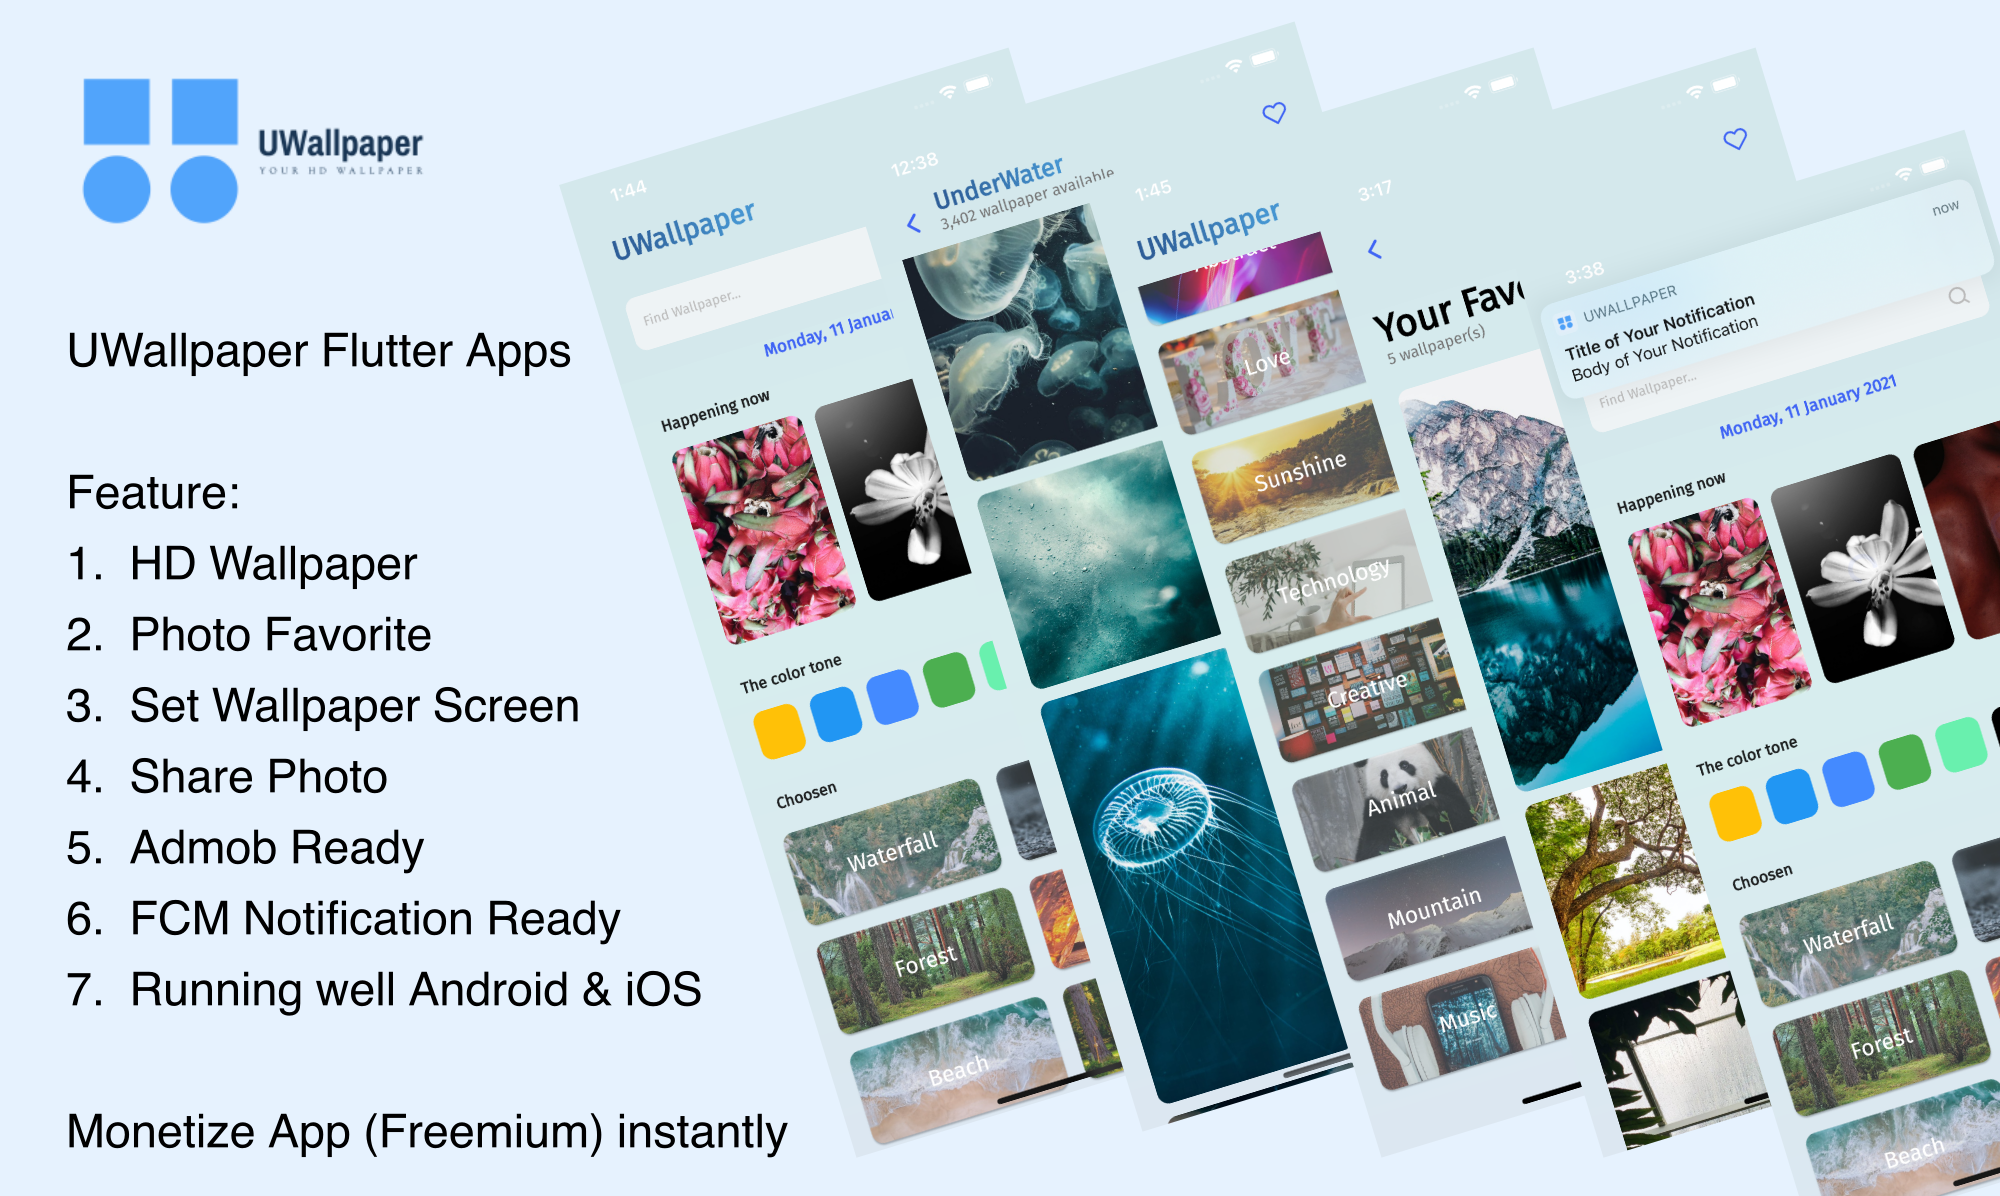 UWallpaper
YOUR HD WALLPAPER
UWallpaper Flutter Apps
Feature:
1. HD Wallpaper
2. Photo Favorite
3. Set Wallpaper Screen
4. Share Photo
5. Admob Ready
6. FCM Notification Ready
7. Running well Android & iOS
Monetize App (Freemium) instantly
1:44
UWallpaper
Find Wallpaper...
Monday, 11 Januar
Happening now
The color tone
Choosen
Waterfall
Forest
Beach
12:38
UnderWater
3,402 wallpaper available
1:45
UWallpaper
Abstract
Love
Sunshine
Technology
Creative
Animal
Mountain
Music
3:17
Your Favo
5 wallpaper(s)
3:38
UWALLPAPER
now
Title of Your Notification
Body of Your Notification
Find Wallpaper...
Monday, 11 January 2021
Happening now
The color tone
Choosen
Waterfall
Forest
Beach